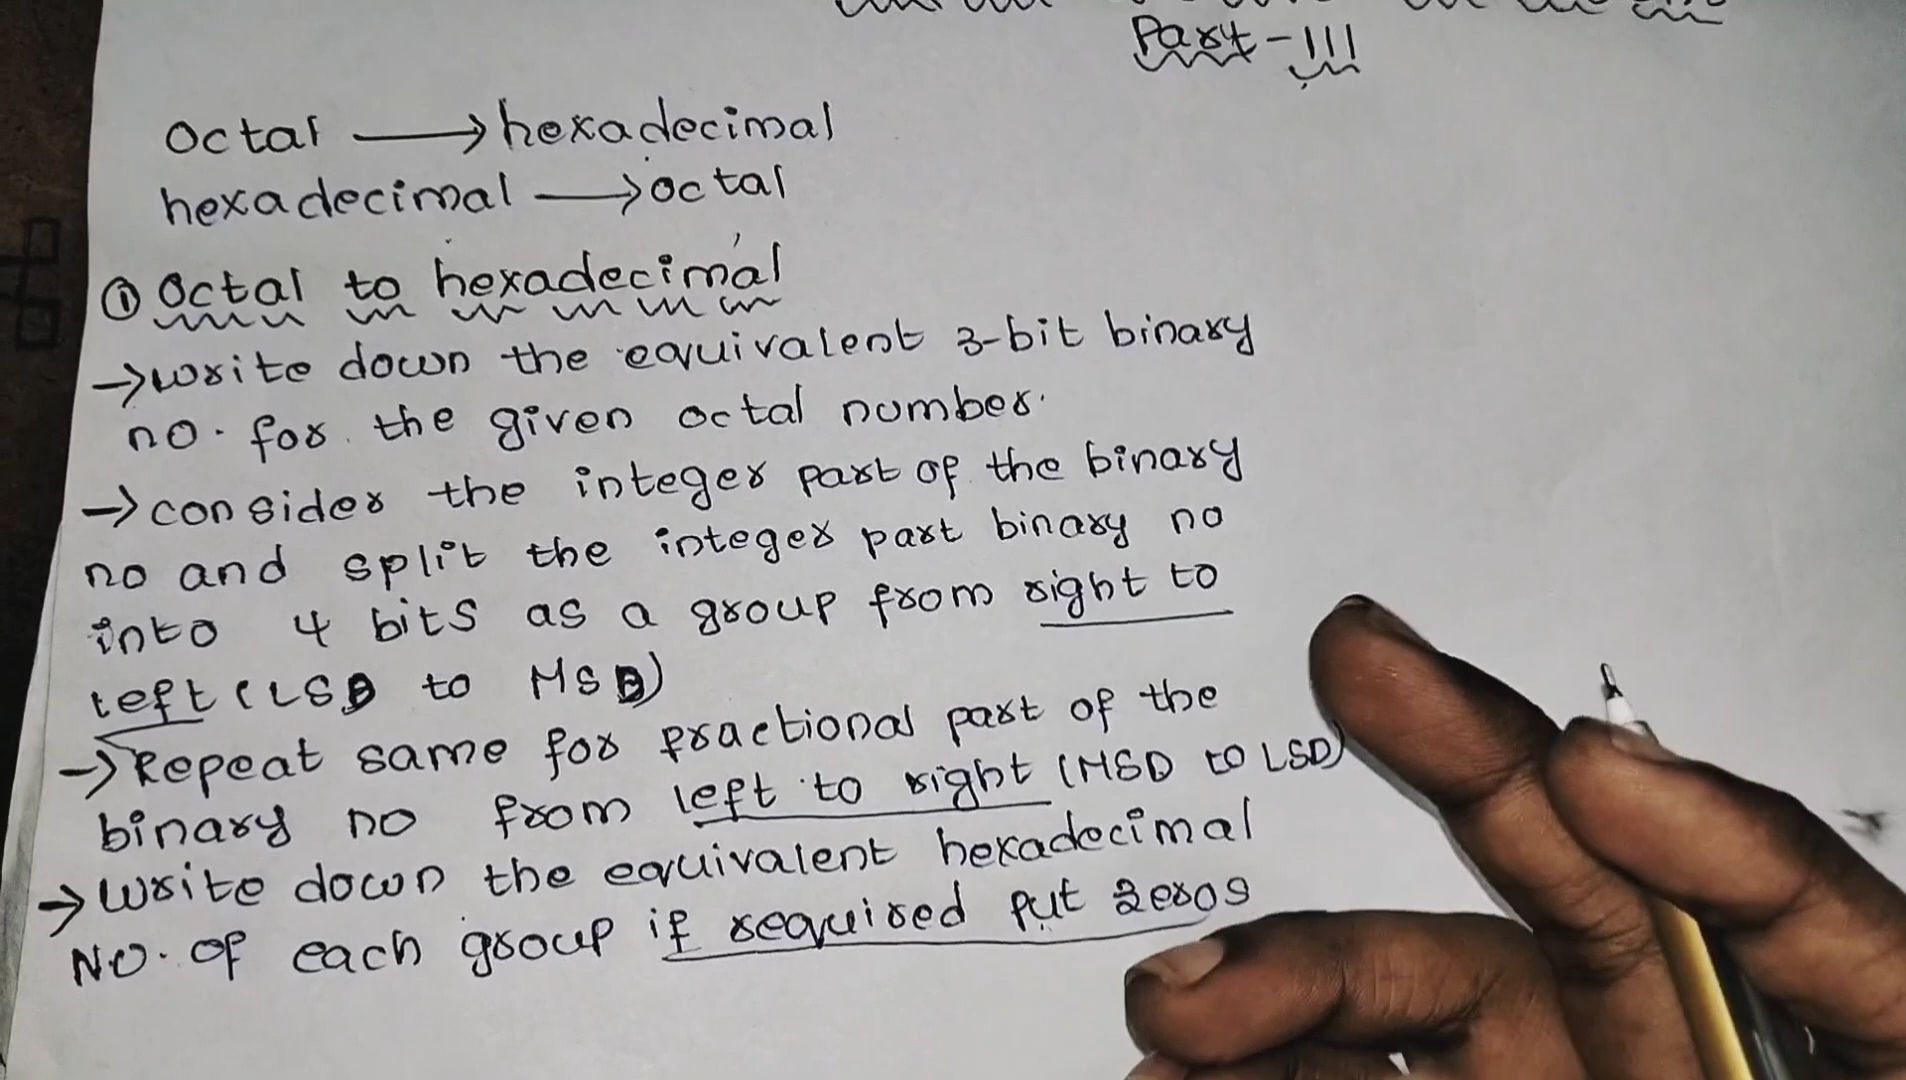 Part-III
Octal → hexadecimal
hexadecimal → octal
① Octal to hexadecimal
→ write down the equivalent 3-bit binary
no. for the given octal number.
→ consider the integer part of the binary
no and split the integer part binary no
into 4 bits as a group from right to
left (LSD to MSD)
→ Repeat same for fractional part of the
binary no from left to right (MSD to LSD)
→ write down the equivalent hexadecimal
NO. of each group if required put zeros